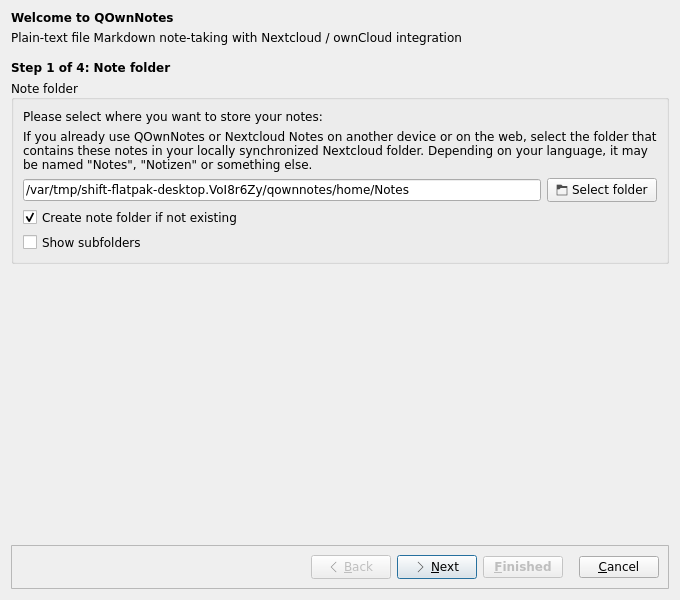 Welcome to QOwnNotes
Plain-text file Markdown note-taking with Nextcloud / ownCloud integration
Step 1 of 4: Note folder
Note folder
Please select where you want to store your notes:
If you already use QOwnNotes or Nextcloud Notes on another device or on the web, select the folder that
contains these notes in your locally synchronized Nextcloud folder. Depending on your language, it may
be named "Notes", "Notizen" or something else.
/var/tmp/shift-flatpak-desktop.VoI8r6Zy/qownnotes/home/Notes
Select folder
Create note folder if not existing
Show subfolders
Back
Next
Finished
Cancel